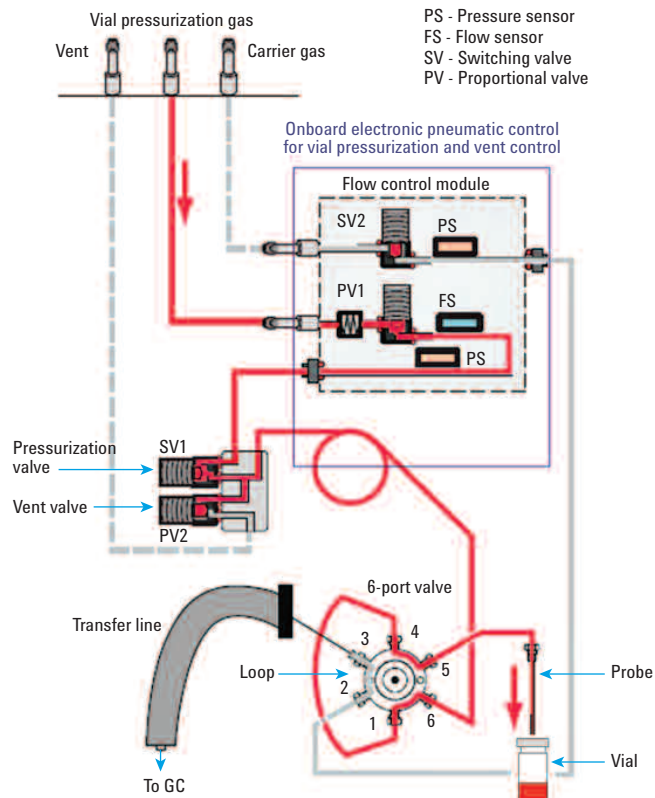 Vial pressurization gas
Vent
Carrier gas
PS - Pressure sensor
FS - Flow sensor
SV - Switching valve
PV - Proportional valve
Onboard electronic pneumatic control
for vial pressurization and vent control
Flow control module
SV2
PS
PV1
FS
PS
Pressurization
valve
SV1
Vent valve
PV2
6-port valve
Transfer line
3
4
Loop
5
Probe
2
1
6
Vial
To GC